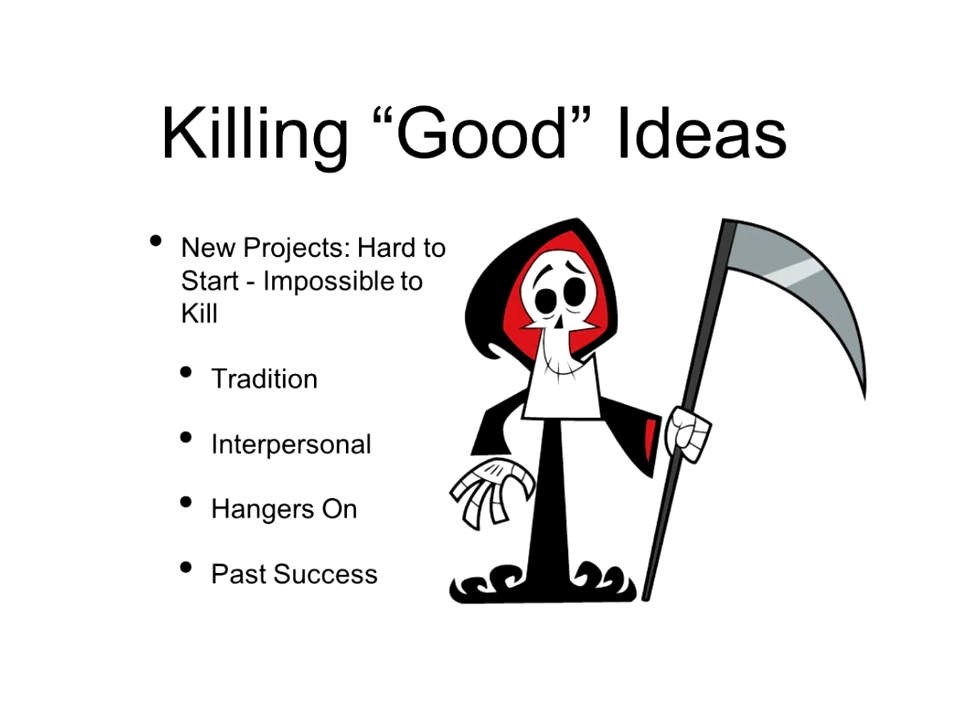 Killing “Good” Ideas
• New Projects: Hard to
Start - Impossible to
Kill
• Tradition
• Interpersonal
• Hangers On
• Past Success